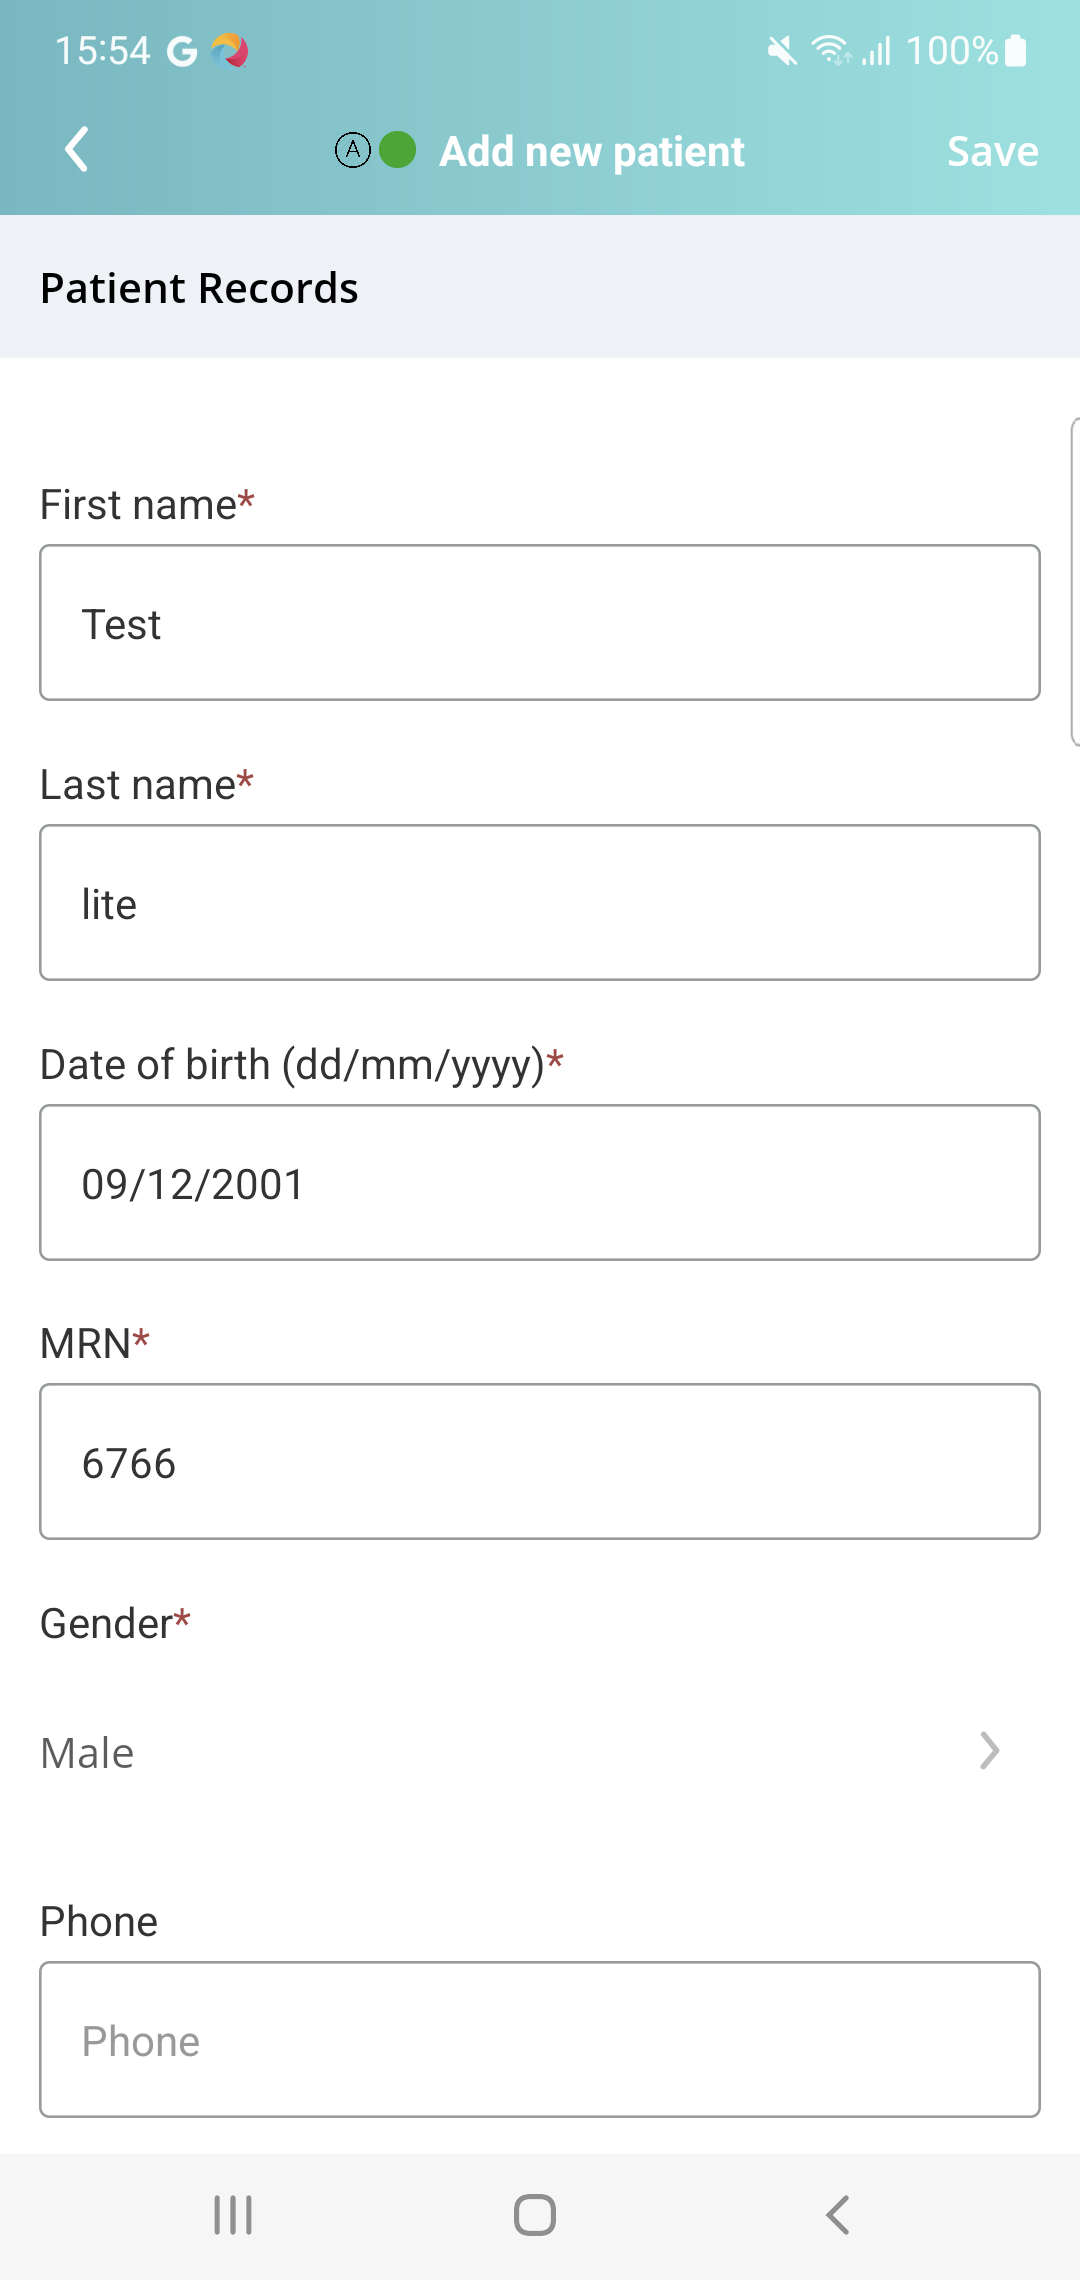 15:54 G 100%
A Add new patient Save
Patient Records
First name*
Test
Last name*
lite
Date of birth (dd/mm/yyyy)*
09/12/2001
MRN*
6766
Gender*
Male
Phone
Phone